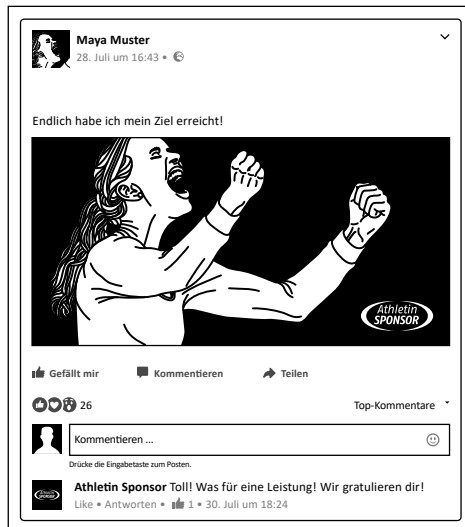 Maya Muster
28. Juli um 16:43 •
Endlich habe ich mein Ziel erreicht!
Athletin
SPONSOR
Gefällt mir Kommentieren Teilen
26 Top-Kommentare
Kommentieren ...
Drücke die Eingabetaste zum Posten.
Athletin Sponsor Toll! Was für eine Leistung! Wir gratulieren dir!
Like • Antworten • 1 • 30. Juli um 18:24
Athletin
SPONSOR